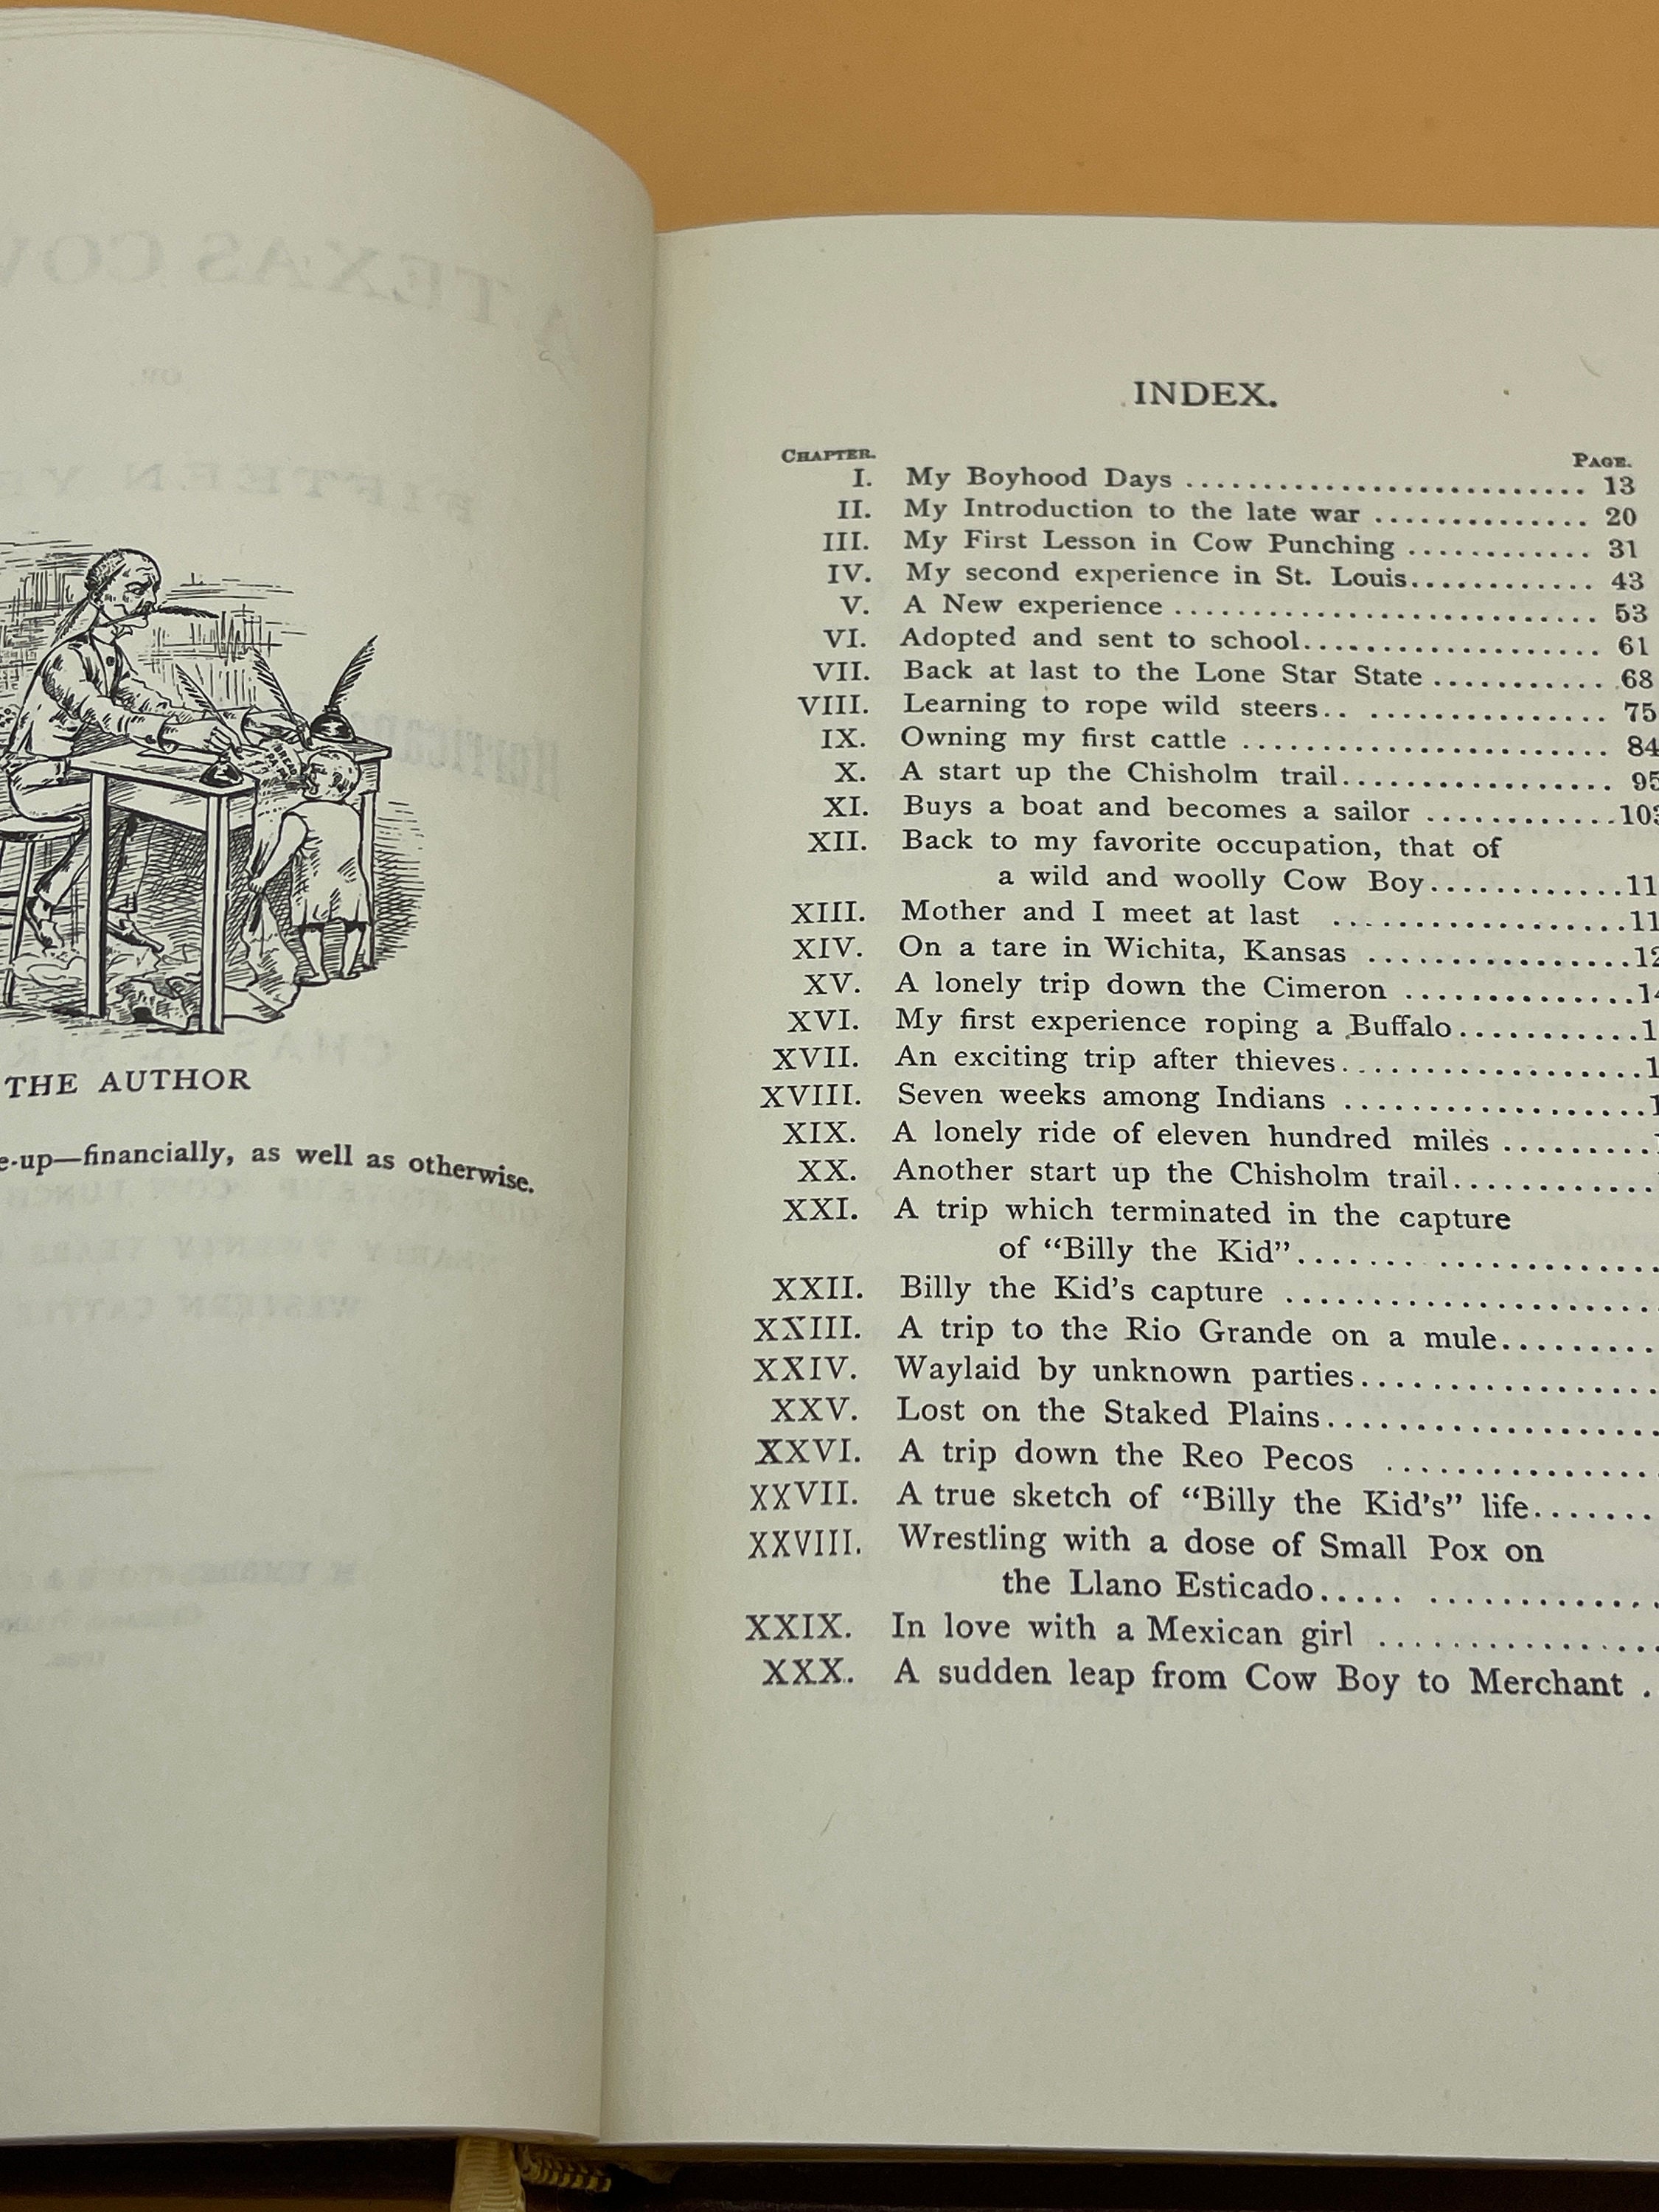 THE AUTHOR
e-up—financially, as well as otherwise.
INDEX.
CHAPTER. PAGE.
I. My Boyhood Days .......................... 13
II. My Introduction to the late war .............. 20
III. My First Lesson in Cow Punching ............ 31
IV. My second experience in St. Louis............ 43
V. A New experience ............................ 53
VI. Adopted and sent to school.................... 61
VII. Back at last to the Lone Star State ........... 68
VIII. Learning to rope wild steers.. ................ 75
IX. Owning my first cattle ........................ 84
X. A start up the Chisholm trail.................. 95
XI. Buys a boat and becomes a sailor ............103
XII. Back to my favorite occupation, that of
a wild and woolly Cow Boy.............11
XIII. Mother and I meet at last ...................11
XIV. On a tare in Wichita, Kansas .................12
XV. A lonely trip down the Cimeron ...............14
XVI. My first experience roping a Buffalo............1
XVII. An exciting trip after thieves....................1
XVIII. Seven weeks among Indians ....................1
XIX. A lonely ride of eleven hundred miles ..........
XX. Another start up the Chisholm trail............
XXI. A trip which terminated in the capture
of “Billy the Kid”....... ...............
XXII. Billy the Kid's capture ........................
XXIII. A trip to the Rio Grande on a mule.........
XXIV. Waylaid by unknown parties.................
XXV. Lost on the Staked Plains...................
XXVI. A trip down the Reo Pecos ................
XXVII. A true sketch of “Billy the Kid's” life.......
XXVIII. Wrestling with a dose of Small Pox on
the Llano Esticado..... ..............
XXIX. In love with a Mexican girl .................
XXX. A sudden leap from Cow Boy to Merchant .